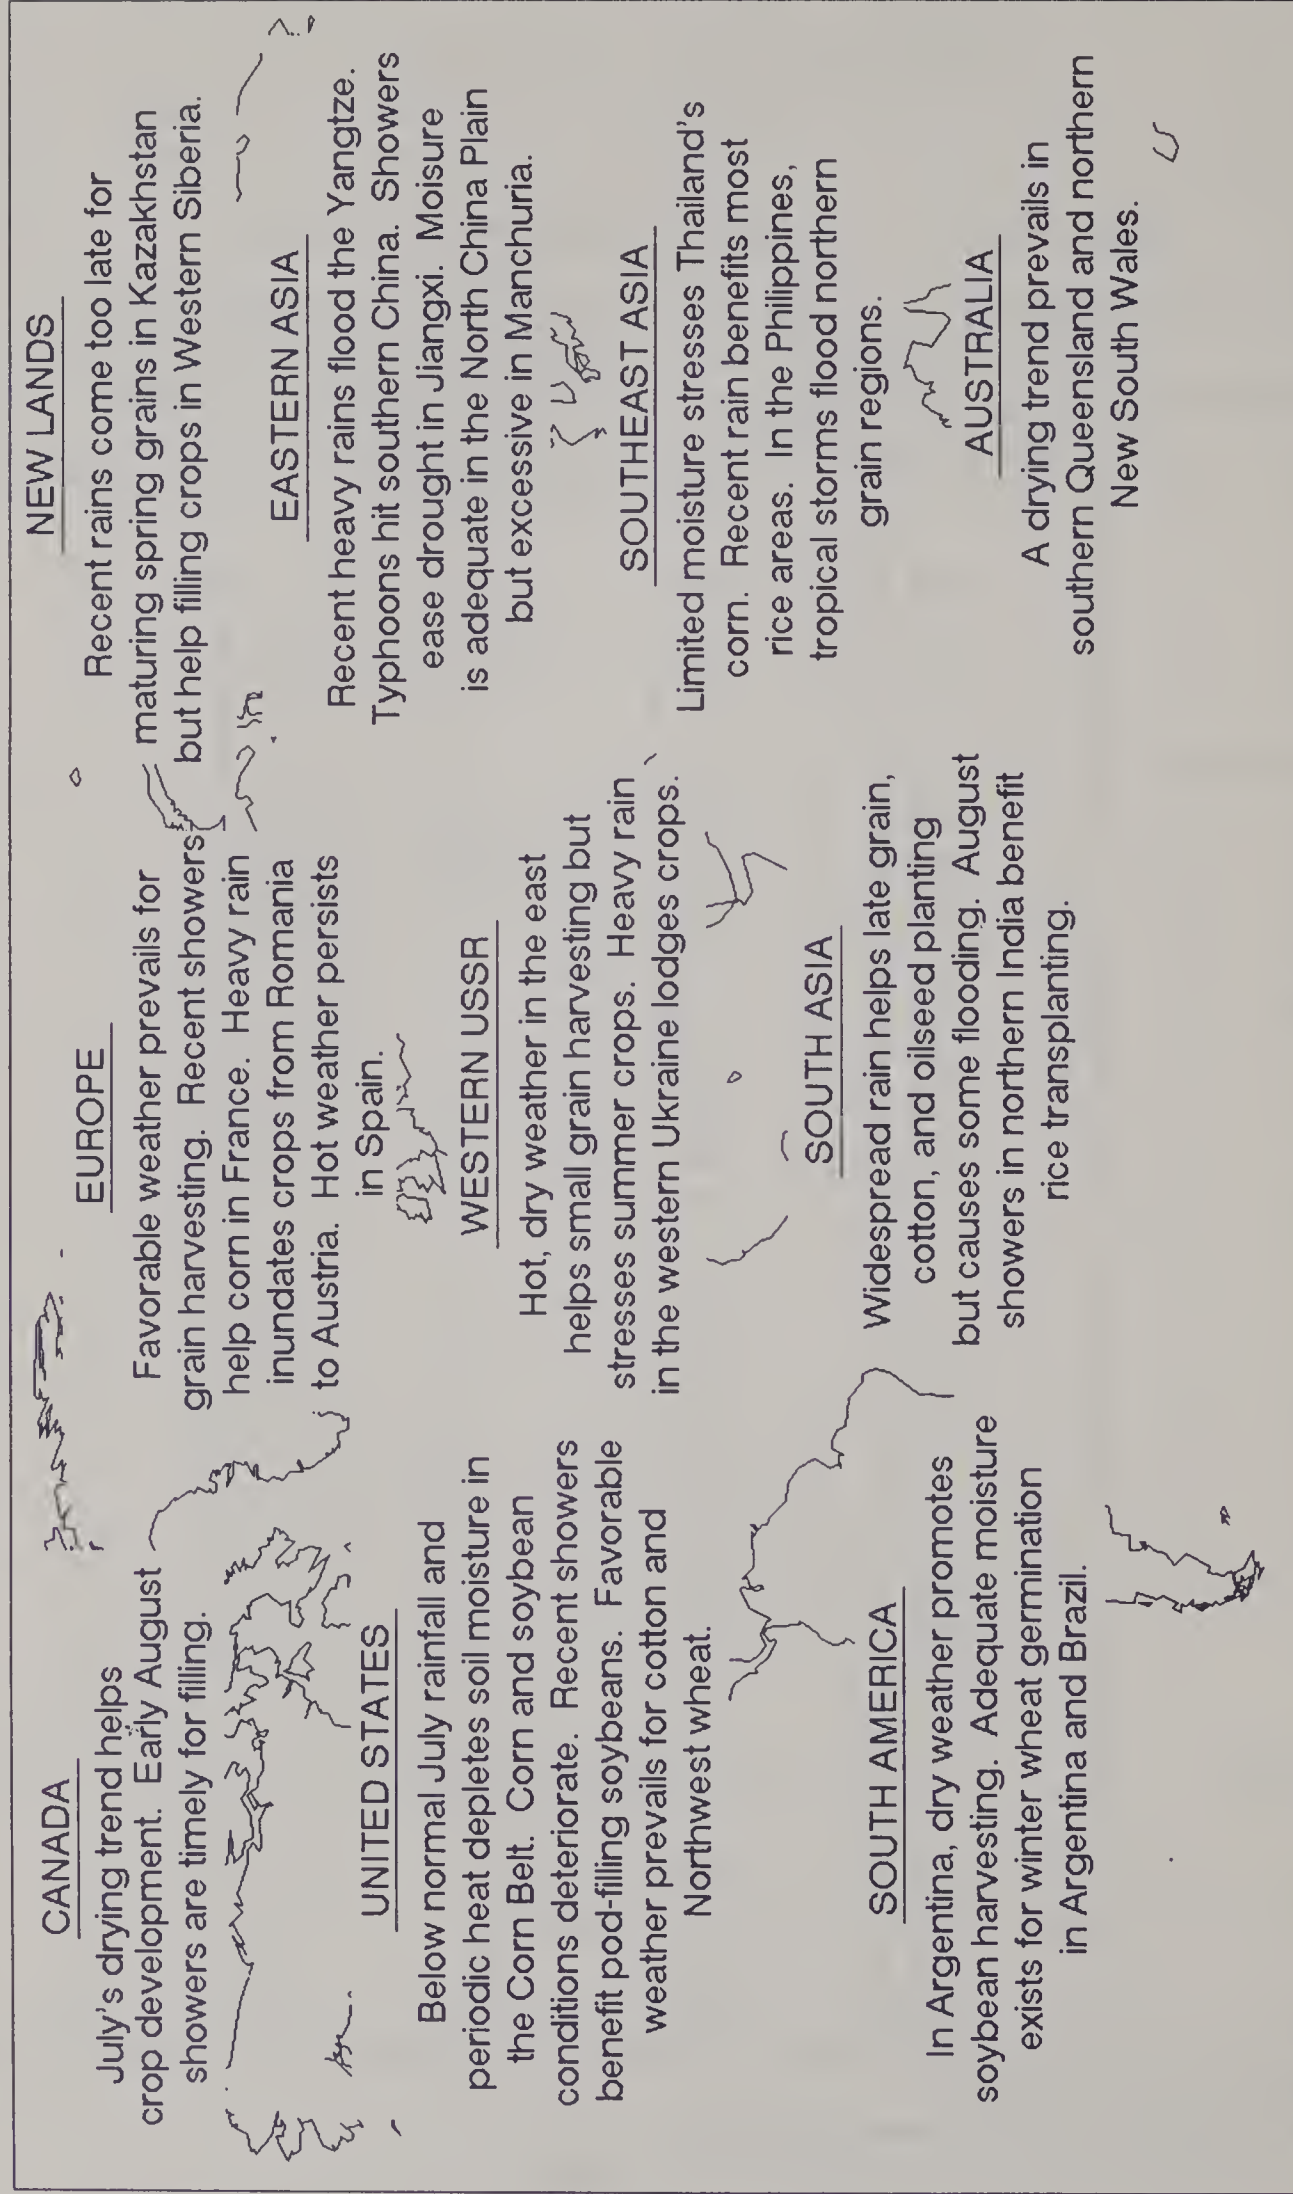 CANADA
July's drying trend helps
crop development.  Early August
showers are timely for filling.
UNITED STATES
Below normal July rainfall and
periodic heat depletes soil moisture in
the Corn Belt.  Corn and soybean
conditions deteriorate.  Recent showers
benefit pod-filling soybeans.  Favorable
weather prevails for cotton and
Northwest wheat.
SOUTH AMERICA
In Argentina, dry weather promotes
soybean harvesting.  Adequate moisture
exists for winter wheat germination
in Argentina and Brazil.
EUROPE
Favorable weather prevails for
grain harvesting.  Recent showers
help corn in France.  Heavy rain
inundates crops from Romania
to Austria.  Hot weather persists
in Spain.
WESTERN USSR
Hot, dry weather in the east
helps small grain harvesting but
stresses summer crops.  Heavy rain
in the western Ukraine lodges crops.
SOUTH ASIA
Widespread rain helps late grain,
cotton, and oilseed planting
but causes some flooding.  August
showers in northern India benefit
rice transplanting.
NEW LANDS
Recent rains come too late for
maturing spring grains in Kazakhstan
but help filling crops in Western Siberia.
EASTERN ASIA
Recent heavy rains flood the Yangtze.
Typhoons hit southern China.  Showers
ease drought in Jiangxi.  Moisure
is adequate in the North China Plain
but excessive in Manchuria.
SOUTHEAST ASIA
Limited moisture stresses Thailand's
corn.  Recent rain benefits most
rice areas.  In the Philippines,
tropical storms flood northern
grain regions.
AUSTRALIA
A drying trend prevails in
southern Queensland and northern
New South Wales.